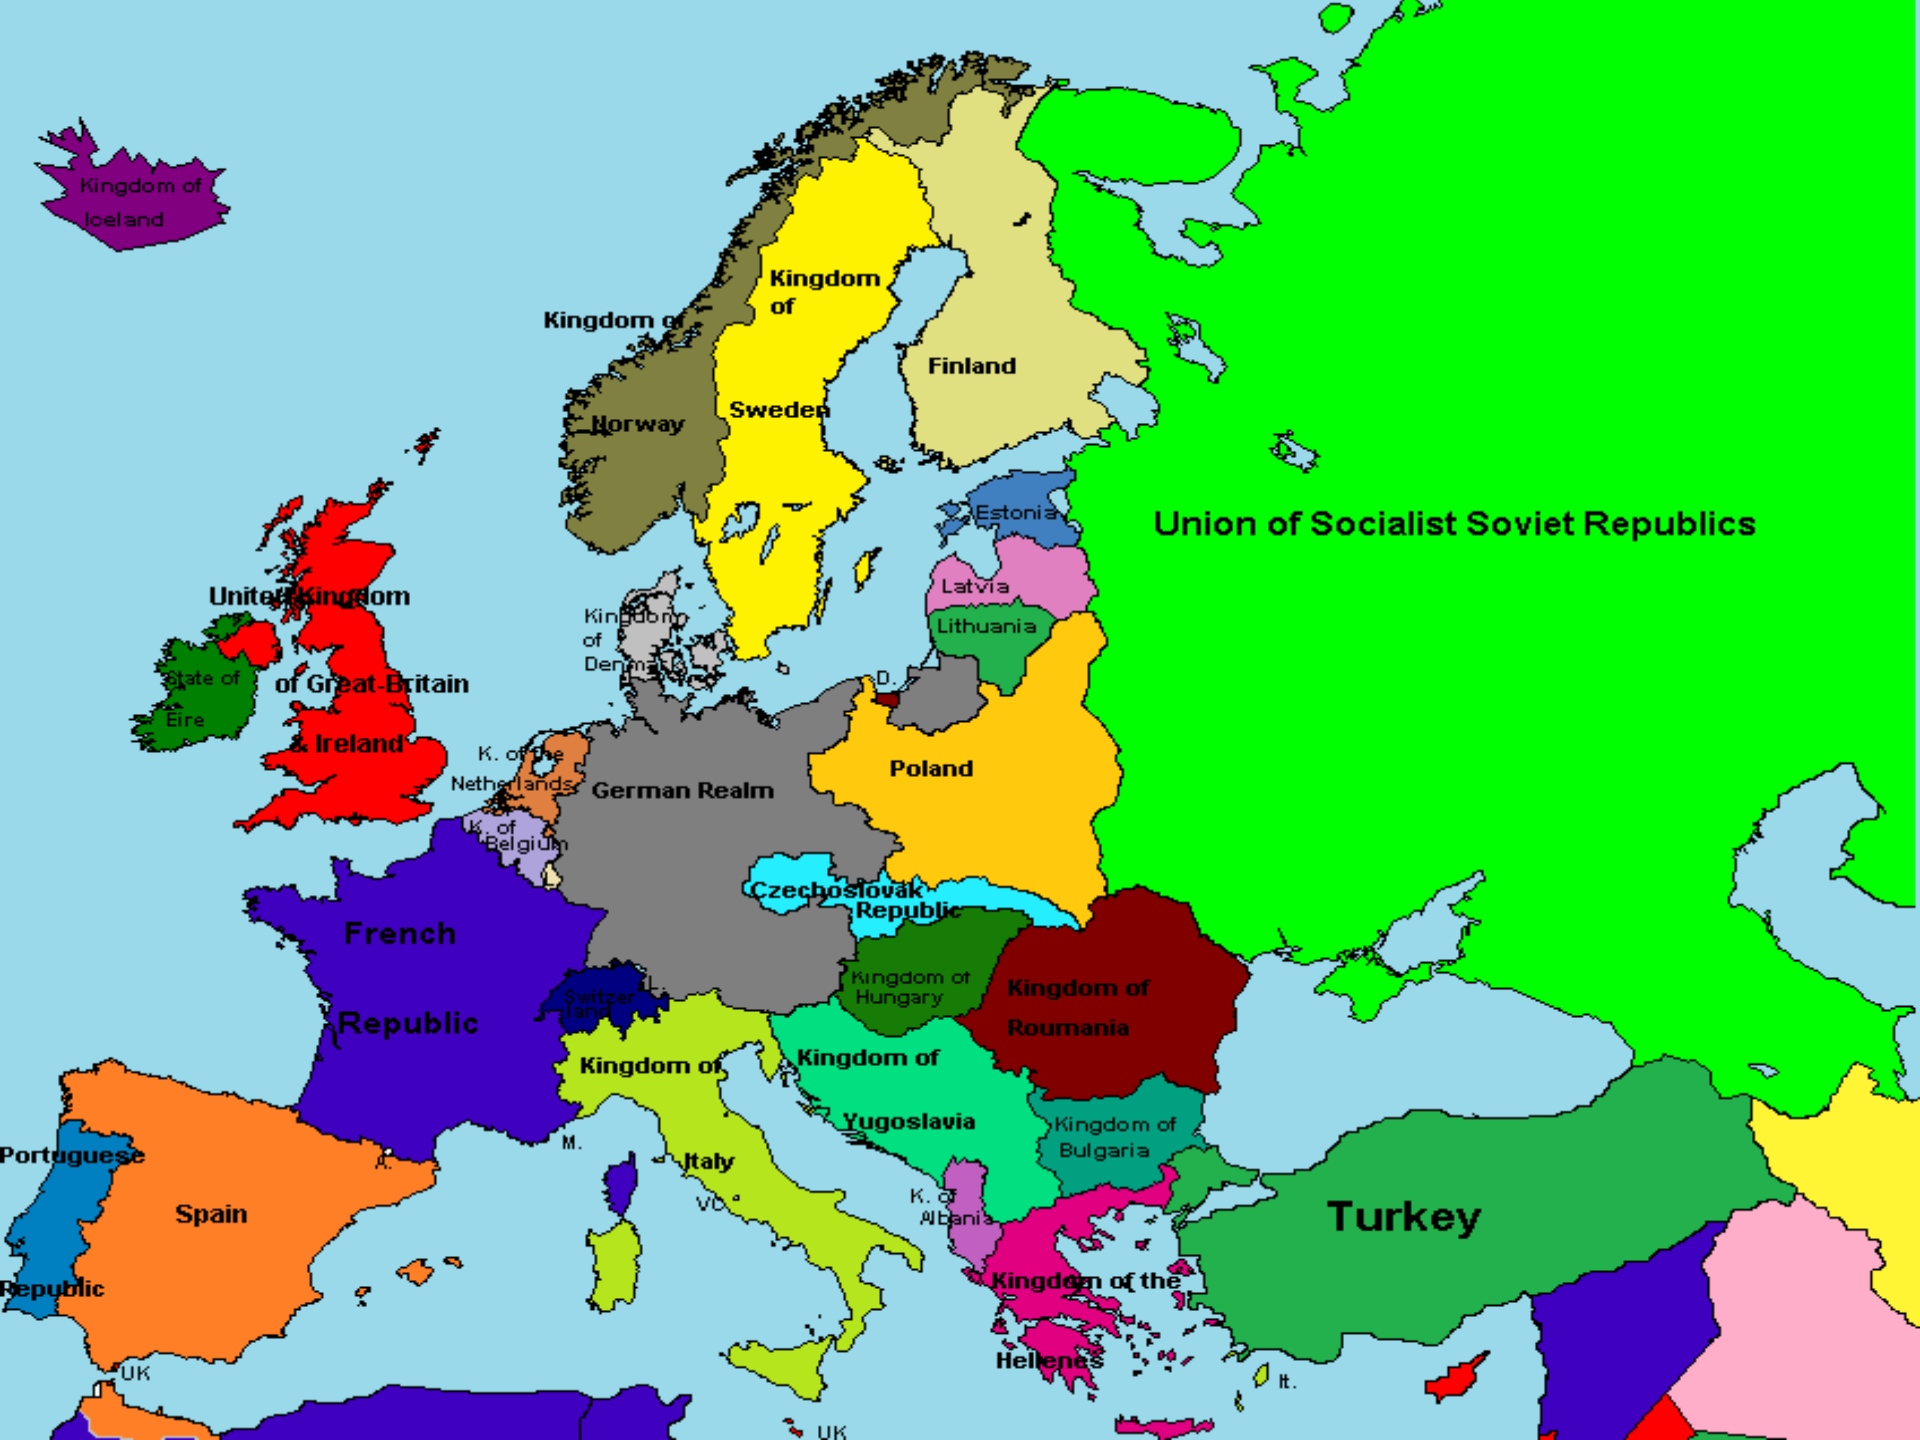 Kingdom of
Iceland
Kingdom of
Norway
Kingdom
of
Sweden
Finland
Estonia
Latvia
Lithuania
Union of Socialist Soviet Republics
United Kingdom
of Great-Britain
& Ireland
State of
Eire
Kingdom
of
Denmark
D.
K. of the
Netherlands
K. of
Belgium
L.
German Realm
Poland
Czechoslovak
Republic
French
Republic
Switzer
land
L.
Kingdom of
Hungary
Kingdom of
Roumania
Kingdom of
Italy
Kingdom of
Yugoslavia
Kingdom of
Bulgaria
K. of
Albania
Portuguese
Republic
Spain
A.
M.
VC
Turkey
Kingdom of the
Hellenes
It.
UK
UK